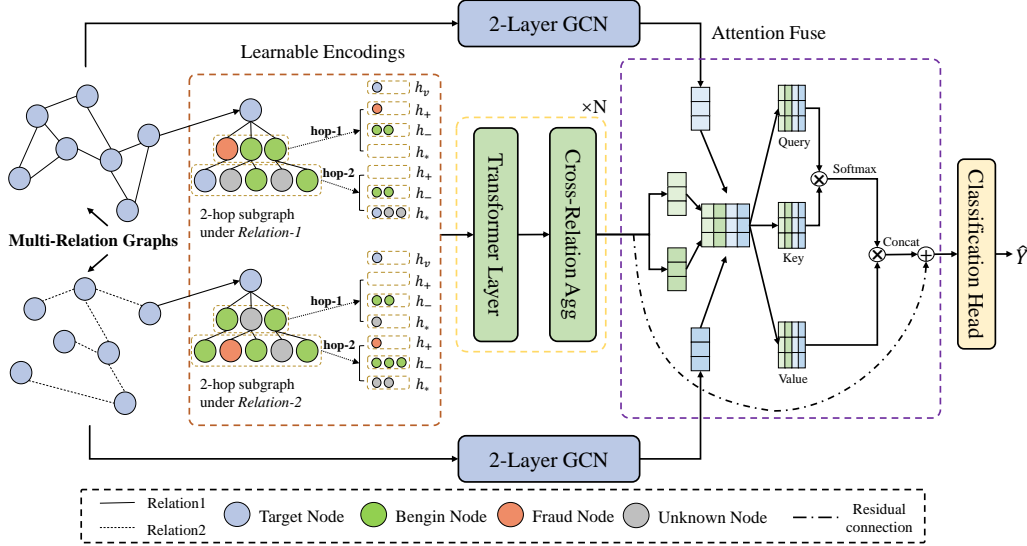 2-Layer GCN
Learnable Encodings
Attention Fuse
×N
h_v
h_+
h_−
h_*
h_+
h_−
h_*
hop-1
hop-2
2-hop subgraph
under Relation-1
Multi-Relation Graphs
h_v
h_+
h_−
h_*
h_+
h_−
h_*
hop-1
hop-2
2-hop subgraph
under Relation-2
Transformer Layer
Cross-Relation Agg
Query
Softmax
Key
Concat
Value
Classification Head
Ŷ
2-Layer GCN
Relation1
Relation2
Target Node
Bengin Node
Fraud Node
Unknown Node
Residual
connection